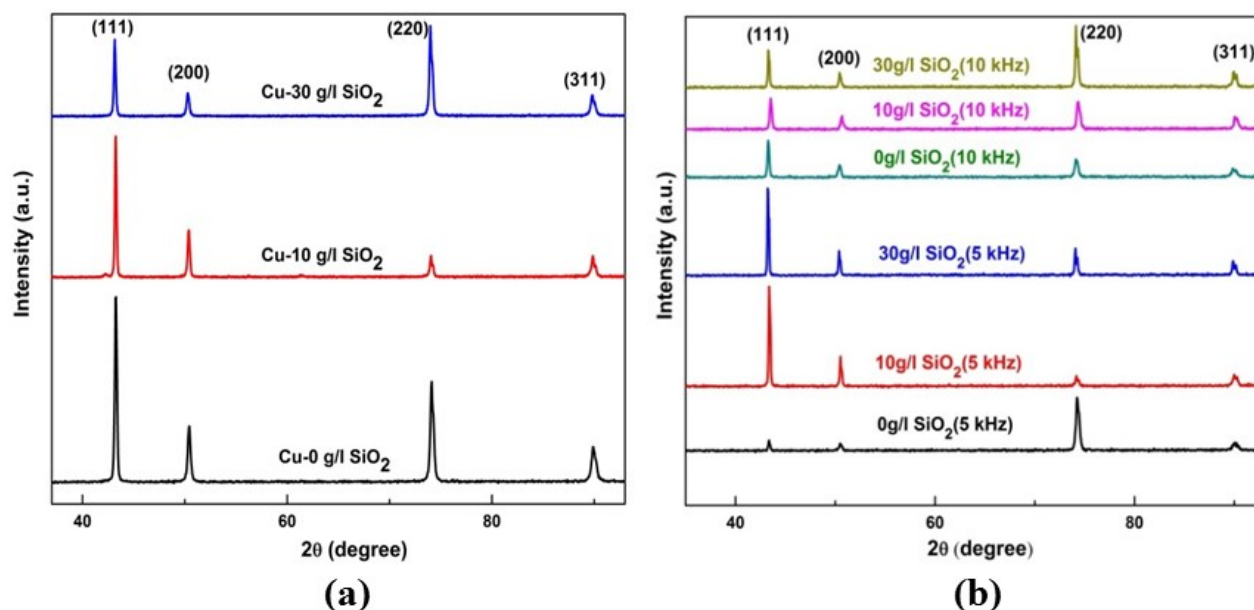 (111)
(200)
(220)
(311)
Cu-30 g/l SiO2
Cu-10 g/l SiO2
Cu-0 g/l SiO2
Intensity (a.u.)
40
60
80
2θ (degree)
(a)
(b)
(111)
(200)
(220)
(311)
30g/l SiO2(10 kHz)
10g/l SiO2(10 kHz)
0g/l SiO2(10 kHz)
30g/l SiO2(5 kHz)
10g/l SiO2(5 kHz)
0g/l SiO2(5 kHz)
Intensity (a.u.)
40
60
80
2θ (degree)
(b)